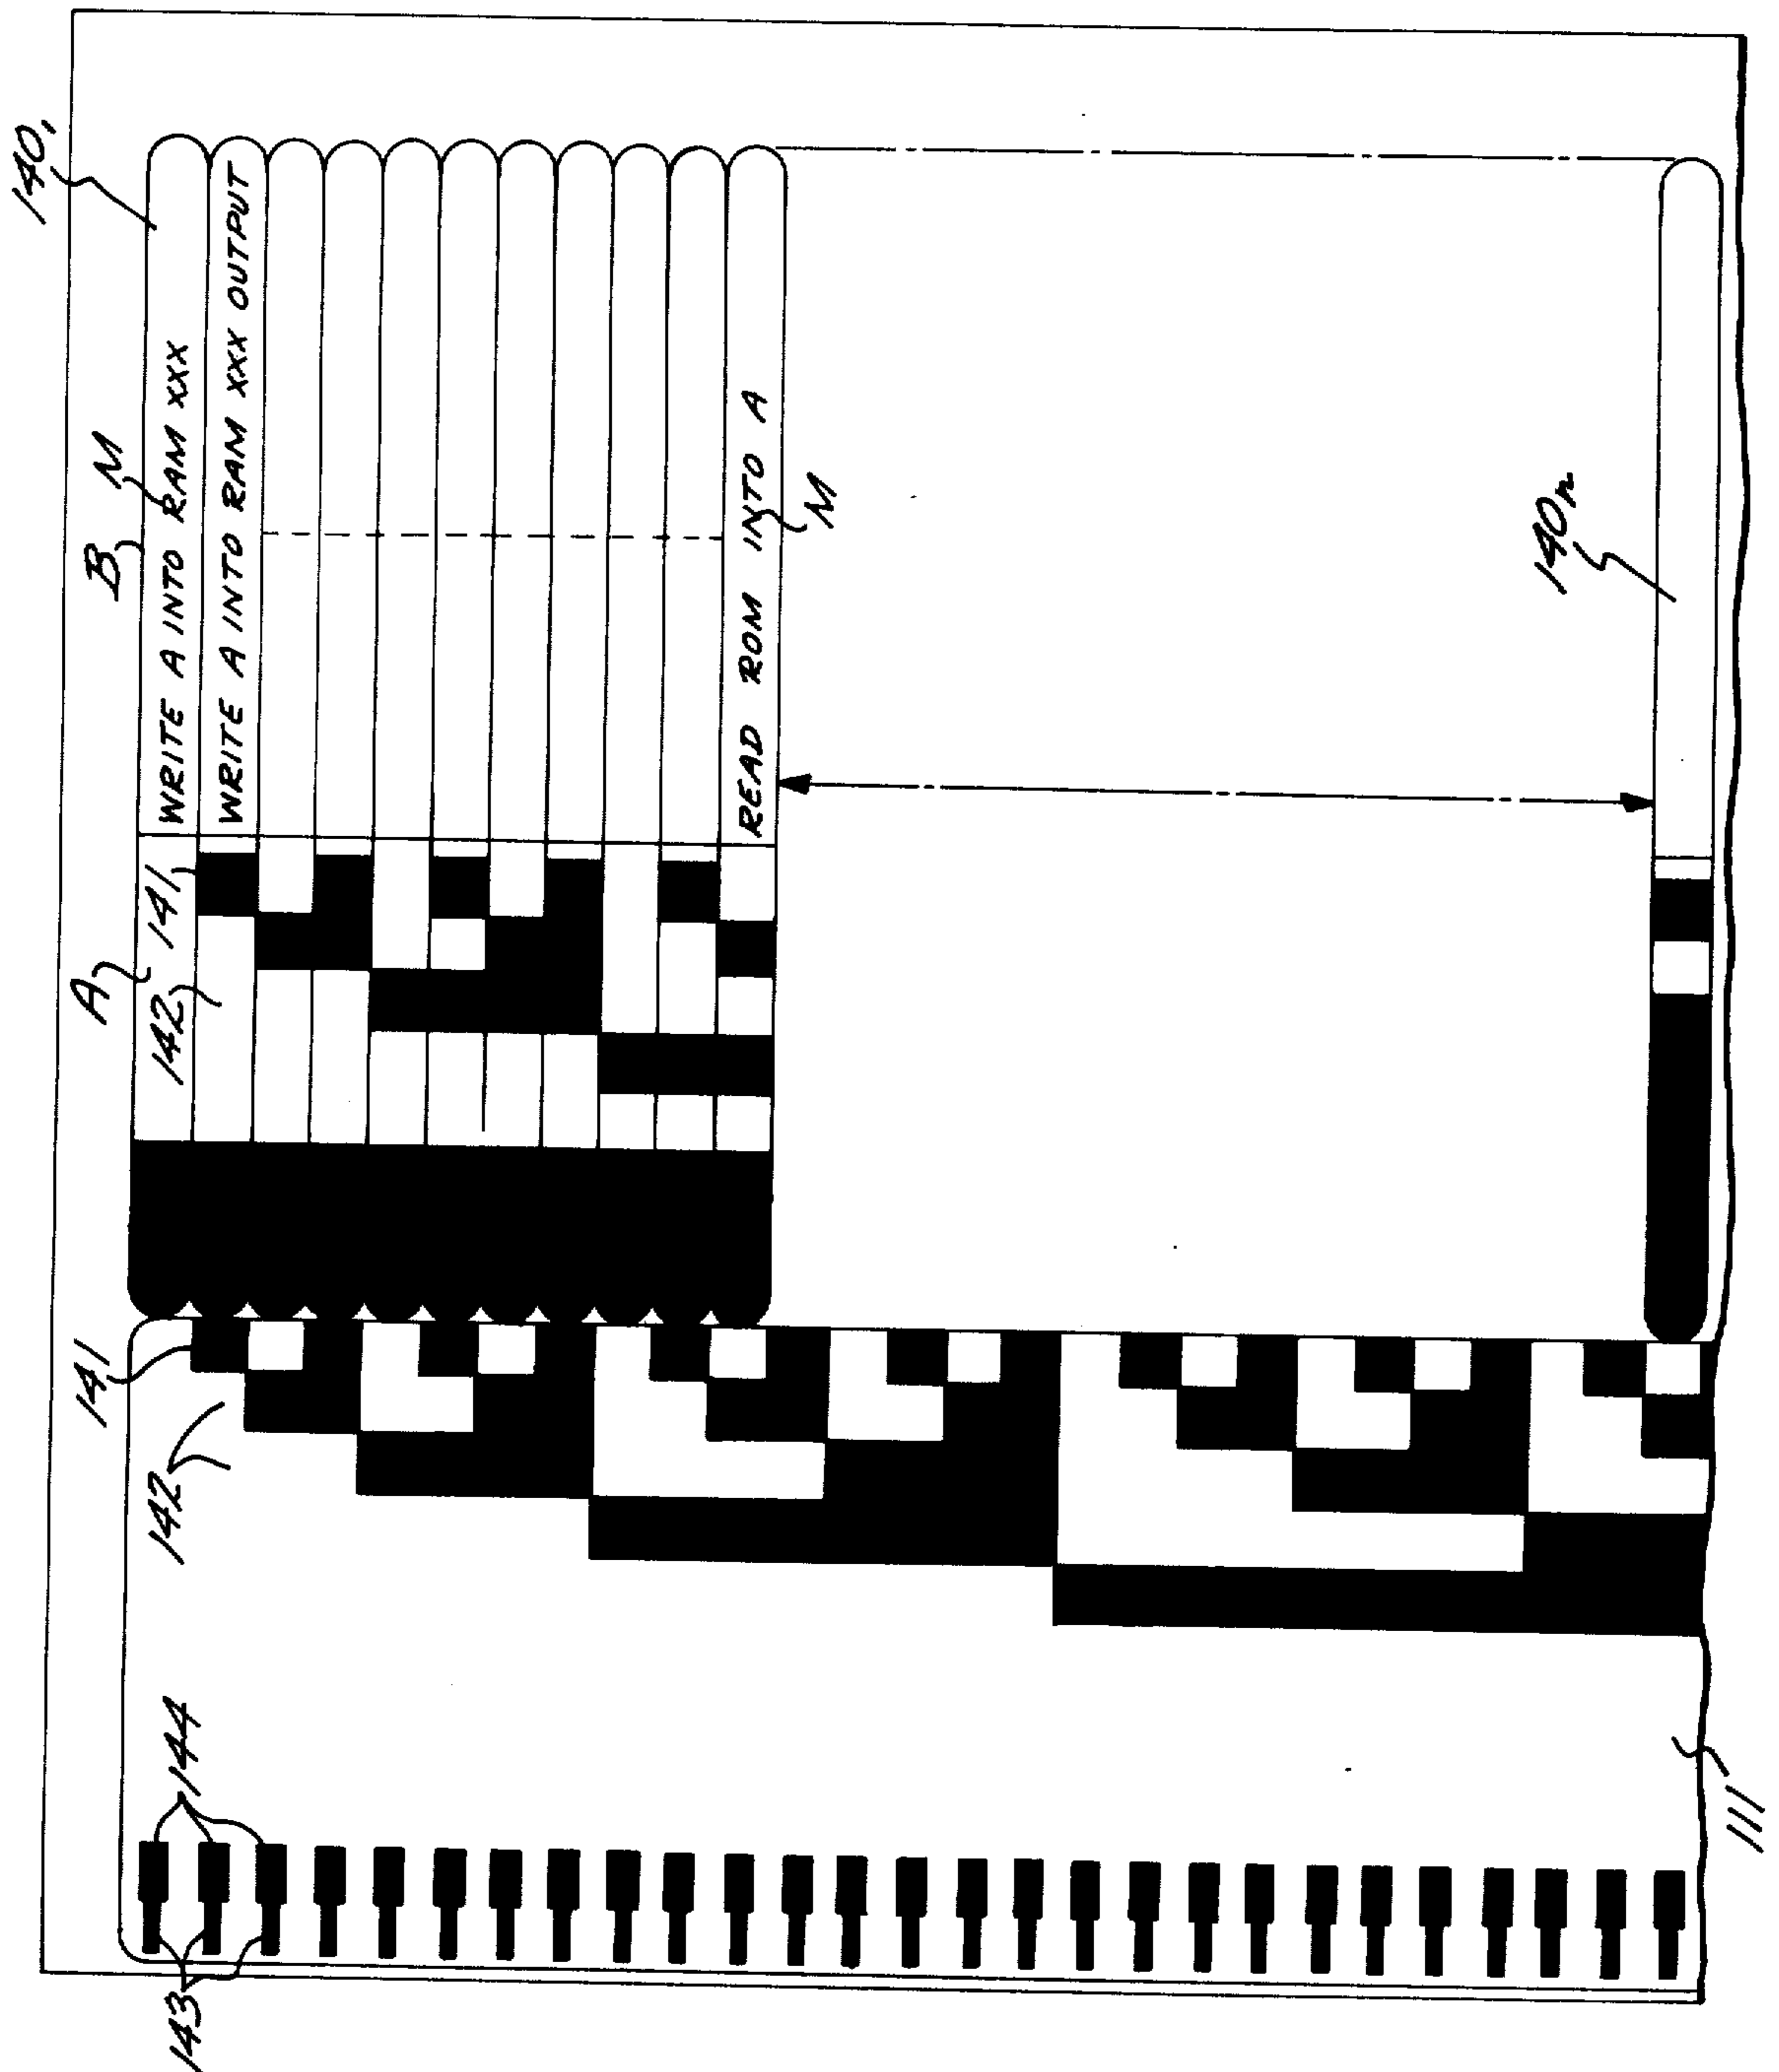 140₁
B
M
WRITE A INTO RAM XXX
WRITE A INTO RAM XXX OUTPUT
READ ROM INTO A
M
140n
A
141
142
141
142
144
143
111